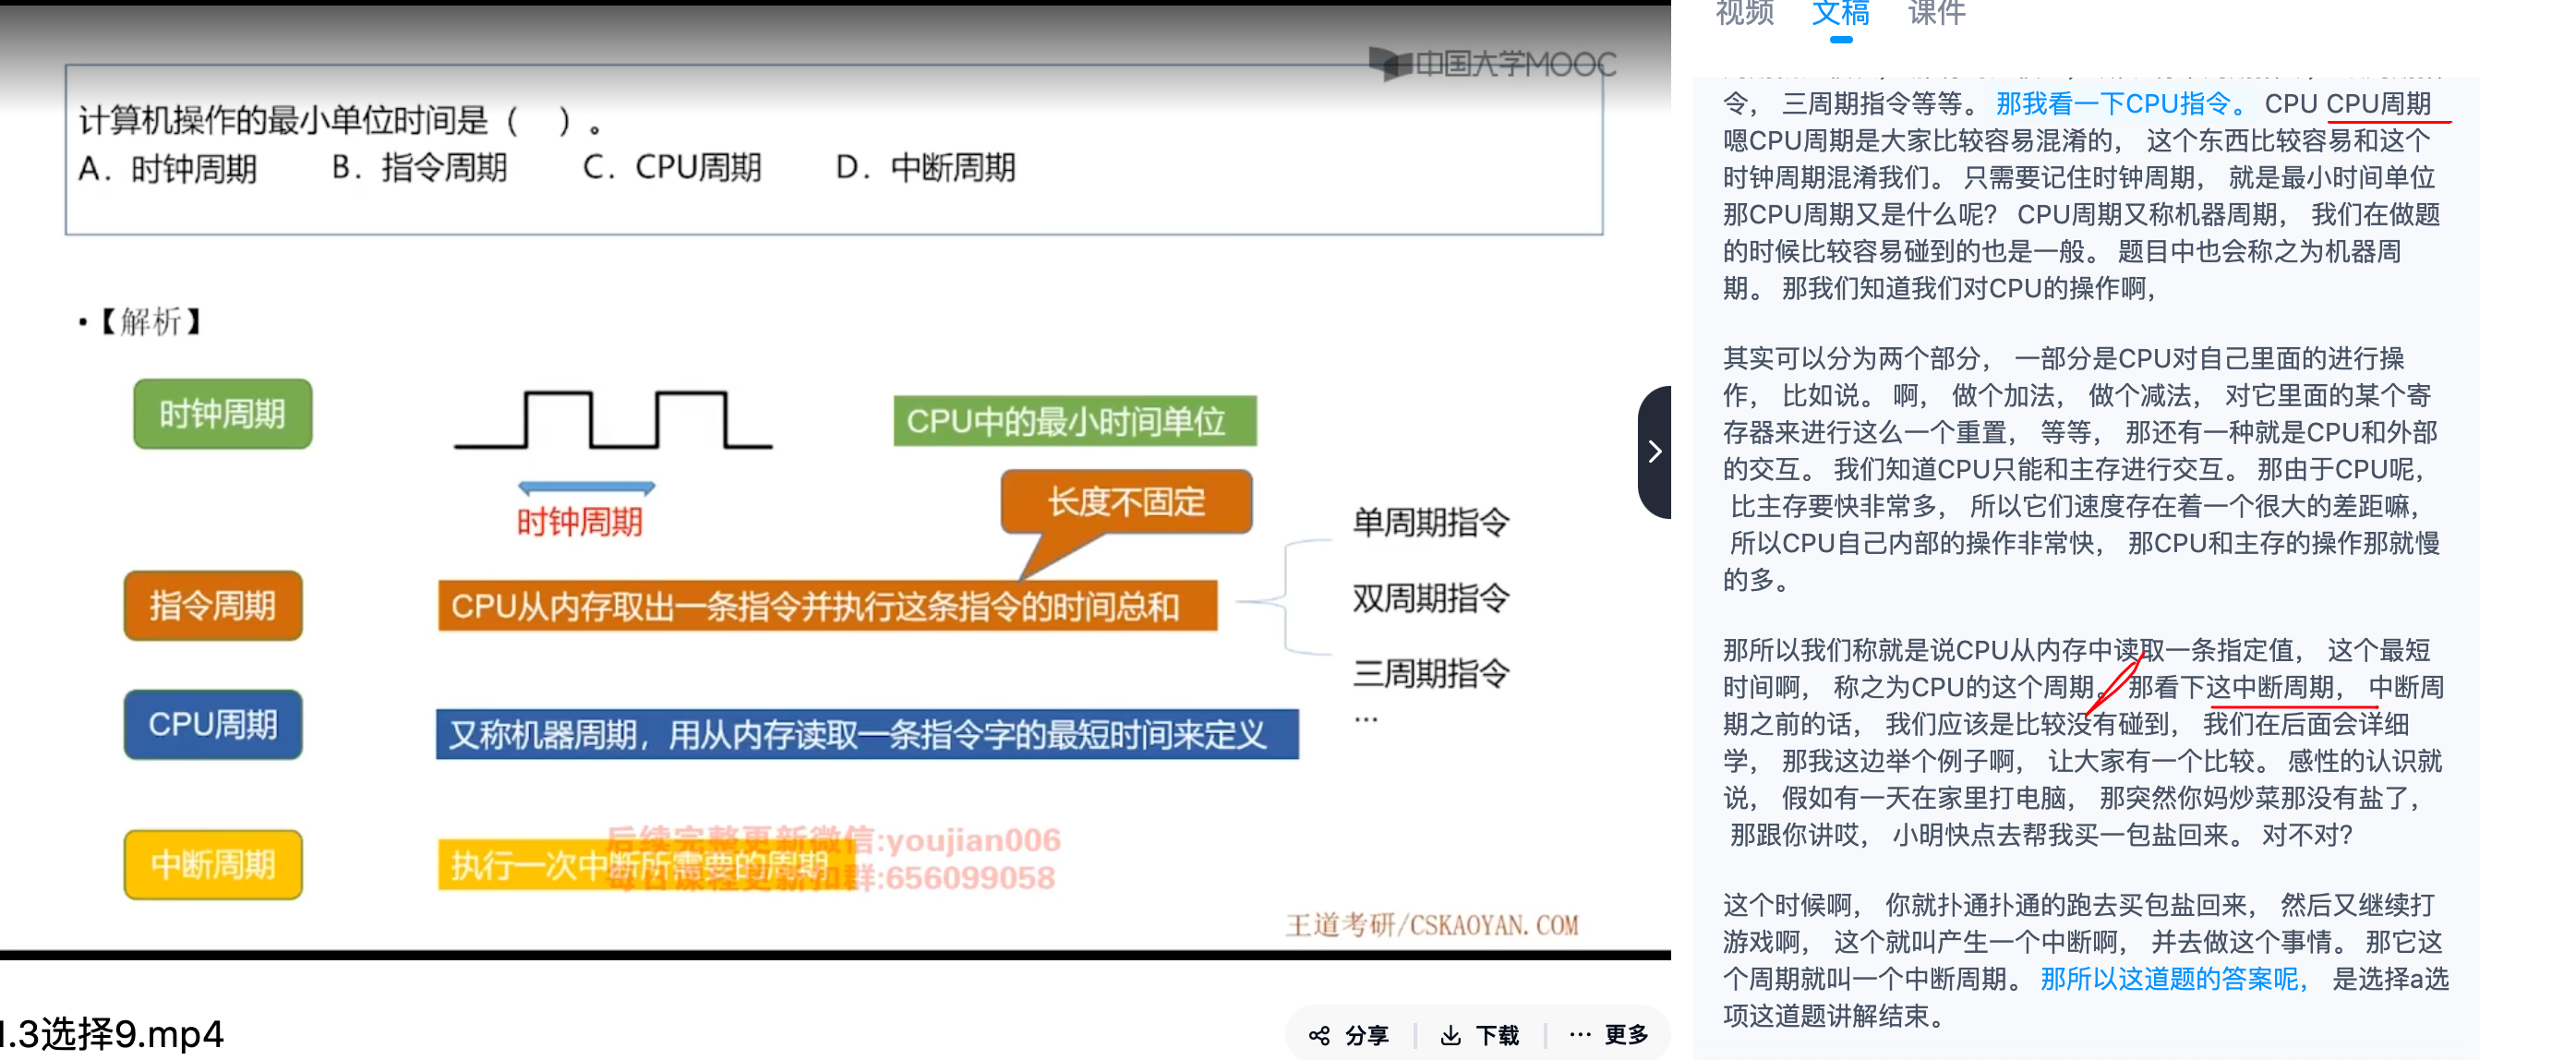 中国大学MOOC
计算机操作的最小单位时间是（ ）。
A. 时钟周期 B. 指令周期 C. CPU周期 D. 中断周期
•【解析】
时钟周期
CPU中的最小时间单位
时钟周期
长度不固定
指令周期
CPU从内存取出一条指令并执行这条指令的时间总和
单周期指令
双周期指令
三周期指令
...
CPU周期
又称机器周期，用从内存读取一条指令字的最短时间来定义
中断周期
执行一次中断所需要的周期
后续完整更新微信:youjian006
每日课程更新扣群:656099058
王道考研/CSKAOYAN.COM
1.3选择9.mp4
分享 下载 更多
视频 文稿 课件
令， 三周期指令等等。 那我看一下CPU指令。 CPU CPU周期
嗯CPU周期是大家比较容易混淆的， 这个东西比较容易和这个
时钟周期混淆我们。 只需要记住时钟周期， 就是最小时间单位
那CPU周期又是什么呢？ CPU周期又称机器周期， 我们在做题
的时候比较容易碰到的也是一般。 题目中也会称之为机器周
期。 那我们知道我们对CPU的操作啊，
其实可以分为两个部分， 一部分是CPU对自己里面的进行操
作， 比如说。 啊， 做个加法， 做个减法， 对它里面的某个寄
存器来进行这么一个重置， 等等， 那还有一种就是CPU和外部
的交互。 我们知道CPU只能和主存进行交互。 那由于CPU呢，
比主存要快非常多， 所以它们速度存在着一个很大的差距嘛，
所以CPU自己内部的操作非常快， 那CPU和主存的操作那就慢
的多。
那所以我们称就是说CPU从内存中读取一条指定值， 这个最短
时间啊， 称之为CPU的这个周期。 那看下这中断周期， 中断周
期之前的话， 我们应该是比较没有碰到， 我们在后面会详细
学， 那我这边举个例子啊， 让大家有一个比较。 感性的认识就
说， 假如有一天在家里打电脑， 那突然你妈炒菜那没有盐了，
那跟你讲哎， 小明快点去帮我买一包盐回来。 对不对？
这个时候啊， 你就扑通扑通的跑去买包盐回来， 然后又继续打
游戏啊， 这个就叫产生一个中断啊， 并去做这个事情。 那它这
个周期就叫一个中断周期。 那所以这道题的答案呢， 是选择a选
项这道题讲解结束。